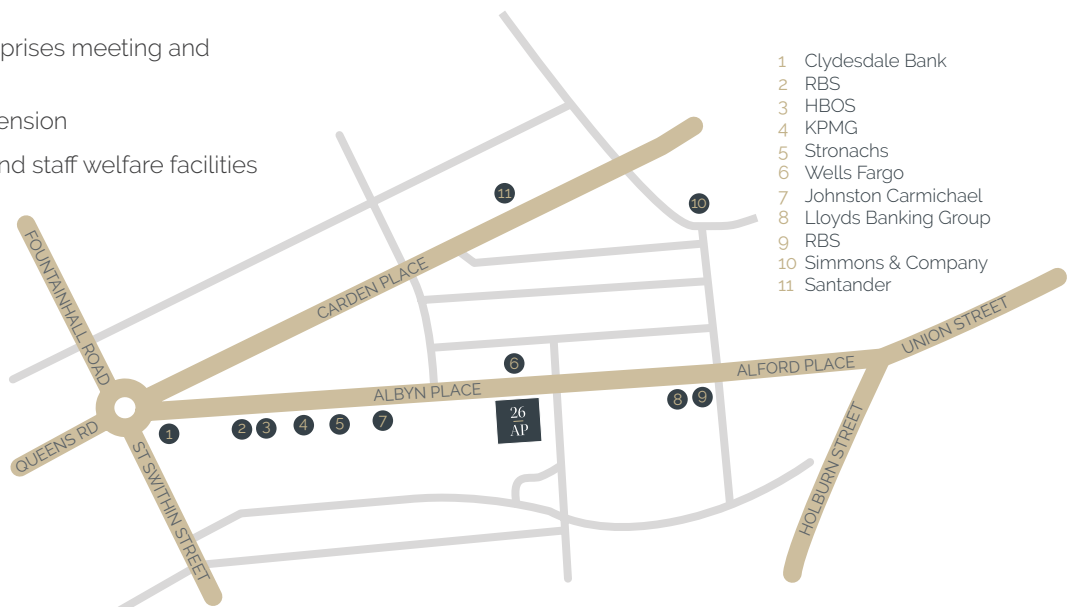 prises meeting and
ension
nd staff welfare facilities
1 Clydesdale Bank
2 RBS
3 HBOS
4 KPMG
5 Stronachs
6 Wells Fargo
7 Johnston Carmichael
8 Lloyds Banking Group
9 RBS
10 Simmons & Company
11 Santander
11
10
FOUNTAINHALL ROAD
CARDEN PLACE
UNION STREET
6
ALFORD PLACE
ALBYN PLACE
8
9
26
AP
1
2
3
4
5
7
QUEENS RD
ST SWITHIN STREET
HOLBURN STREET